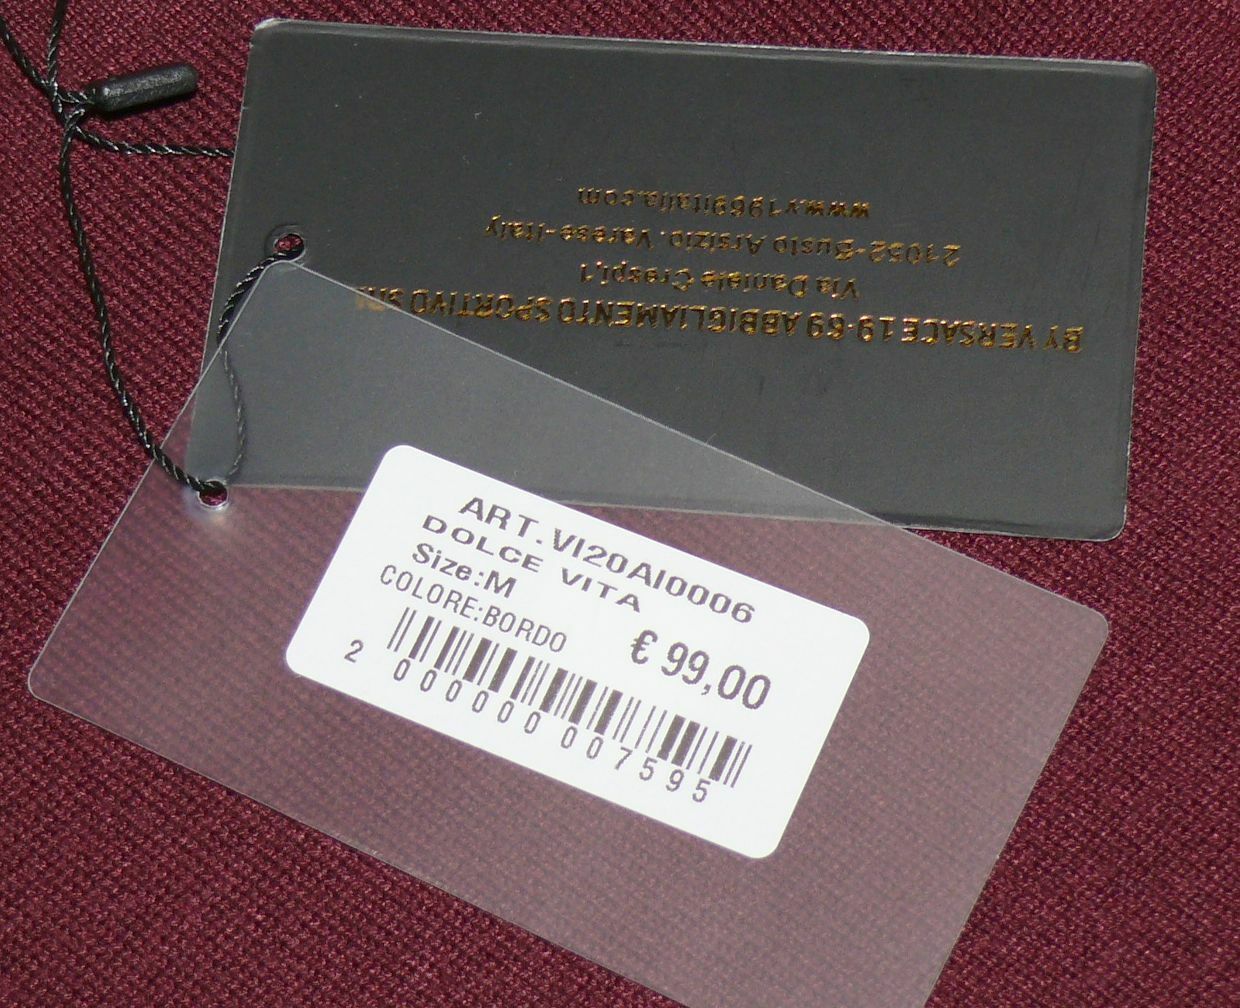 BY VERSACE 19·69 ABBIGLIAMENTO SPORTIVO SRL
Via Daniele Crespi,1
21052-Busto Arsizio. Varese-Italy
www.v1969italia.com
ART.VI20AI0006
DOLCE VITA
Size:M
COLORE:BORDO
€ 99,00
2 000000 007595